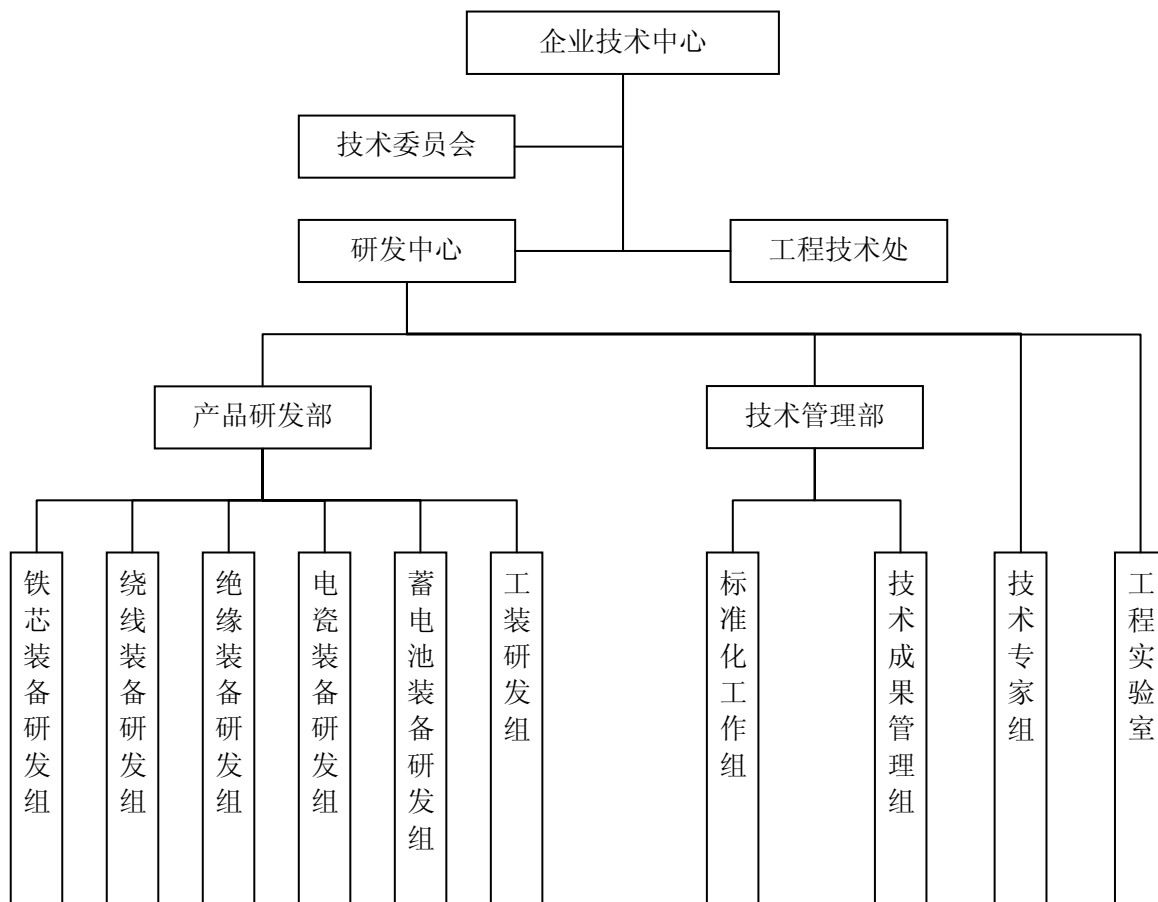 企业技术中心
技术委员会
研发中心
工程技术处
产品研发部
技术管理部
铁芯装备研发组
绕线装备研发组
绝缘装备研发组
电瓷装备研发组
蓄电池装备研发组
工装研发组
标准化工作组
技术成果管理组
技术专家组
工程实验室